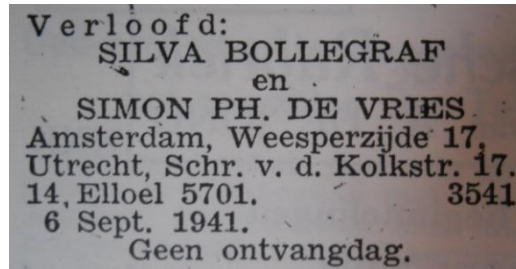 Verloofd:
SILVA BOLLEGRAF
en
SIMON PH. DE VRIES
Amsterdam, Weesperzijde 17.
Utrecht, Schr. v. d. Kolkstr. 17.
14 Elloel 5701. 3541
6 Sept. 1941.
Geen ontvangdag.